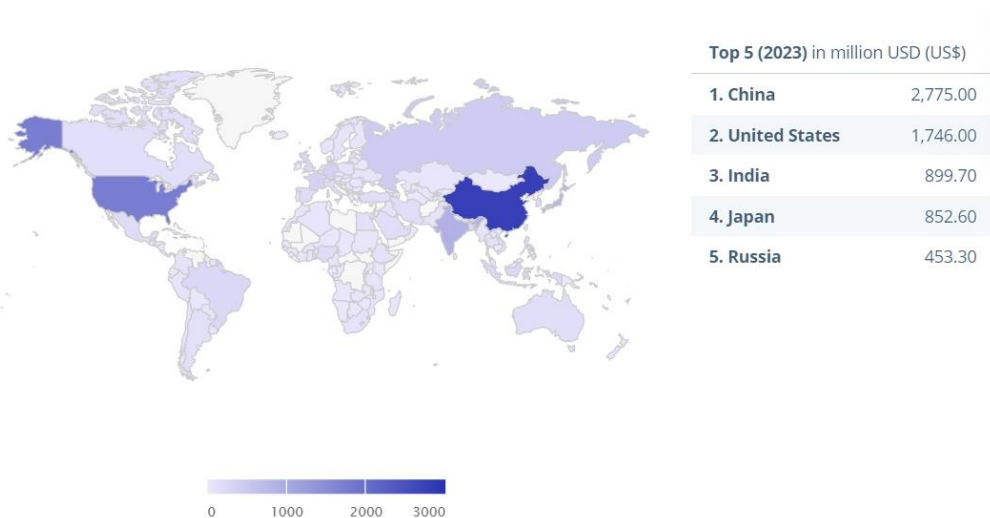 Top 5 (2023) in million USD (US$)
1. China 2,775.00
2. United States 1,746.00
3. India 899.70
4. Japan 852.60
5. Russia 453.30
0 1000 2000 3000